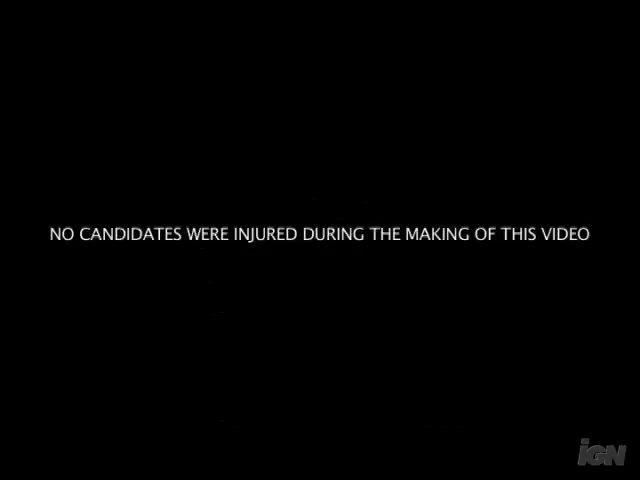 NO CANDIDATES WERE INJURED DURING THE MAKING OF THIS VIDEO
IGN